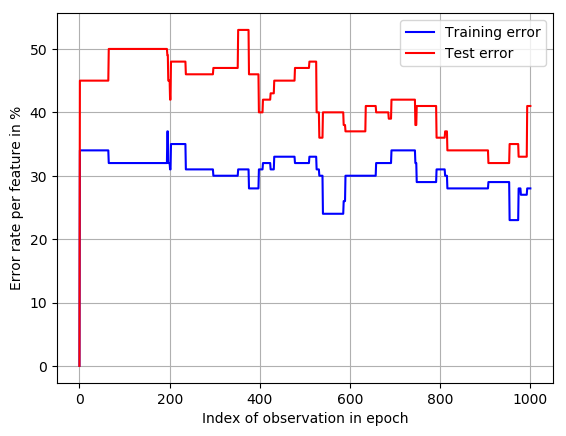 Training error
Test error
50
40
30
20
10
0
0 200 400 600 800 1000
Error rate per feature in %
Index of observation in epoch